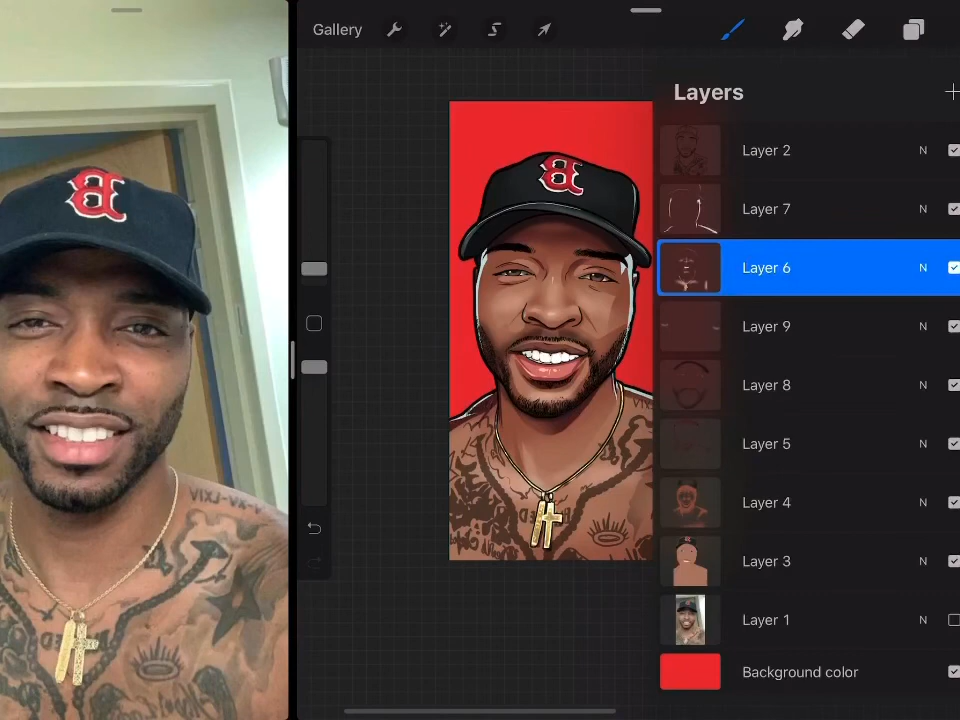 Gallery
Layers
Layer 2 N
Layer 7 N
Layer 6 N
Layer 9 N
Layer 8 N
Layer 5 N
Layer 4 N
Layer 3 N
Layer 1 N
Background color
B
B